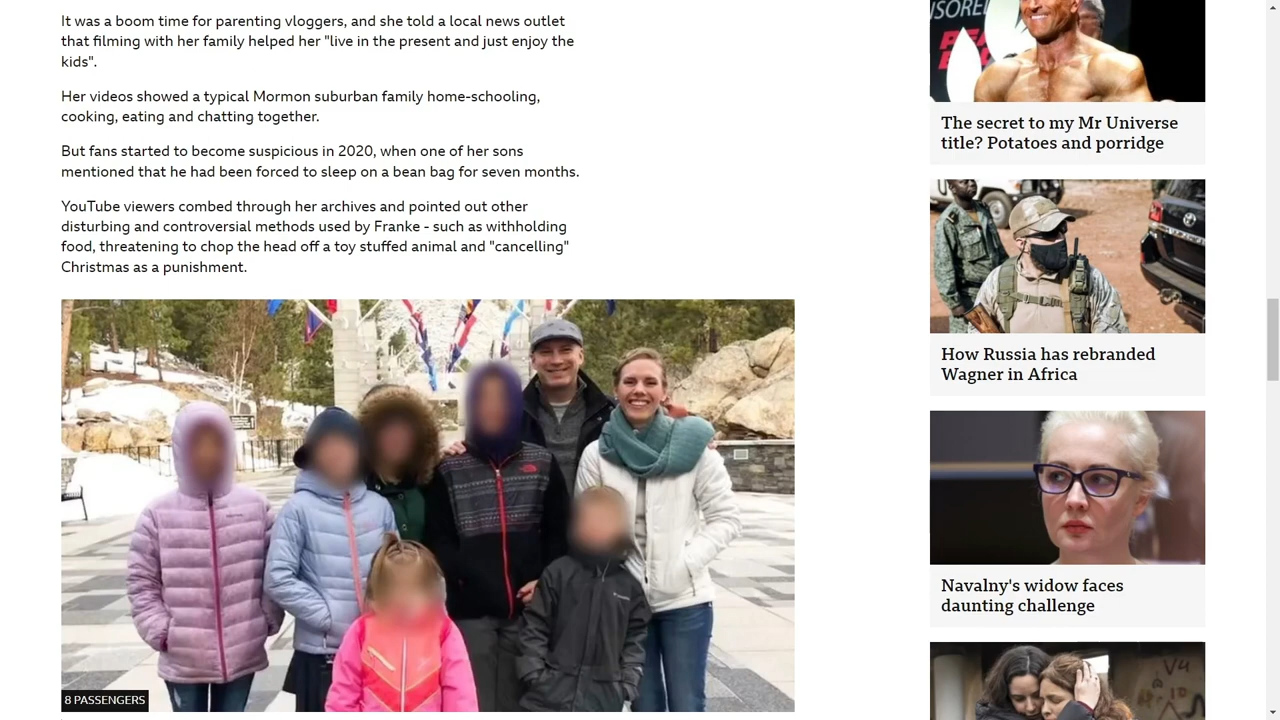 It was a boom time for parenting vloggers, and she told a local news outlet
that filming with her family helped her "live in the present and just enjoy the
kids".
Her videos showed a typical Mormon suburban family home-schooling,
cooking, eating and chatting together.
But fans started to become suspicious in 2020, when one of her sons
mentioned that he had been forced to sleep on a bean bag for seven months.
YouTube viewers combed through her archives and pointed out other
disturbing and controversial methods used by Franke - such as withholding
food, threatening to chop the head off a toy stuffed animal and "cancelling"
Christmas as a punishment.
8 PASSENGERS
The secret to my Mr Universe
title? Potatoes and porridge
How Russia has rebranded
Wagner in Africa
Navalny's widow faces
daunting challenge